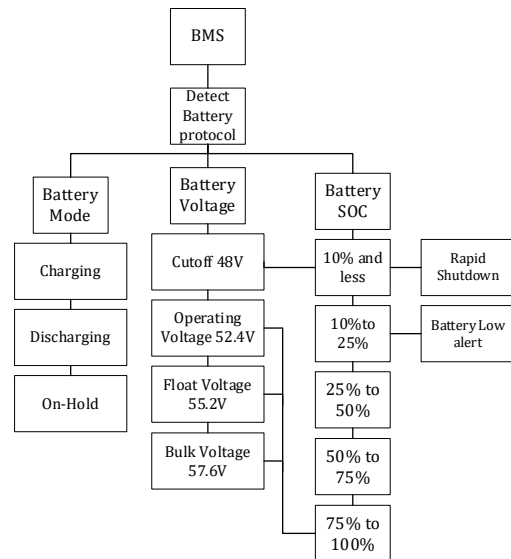 BMS
Detect
Battery
protocol
Battery
Mode
Charging
Discharging
On-Hold
Battery
Voltage
Cutoff 48V
Operating
Voltage 52.4V
Float Voltage
55.2V
Bulk Voltage
57.6V
Battery
SOC
10% and
less
10%to
25%
25% to
50%
50% to
75%
75% to
100%
Rapid
Shutdown
Battery Low
alert